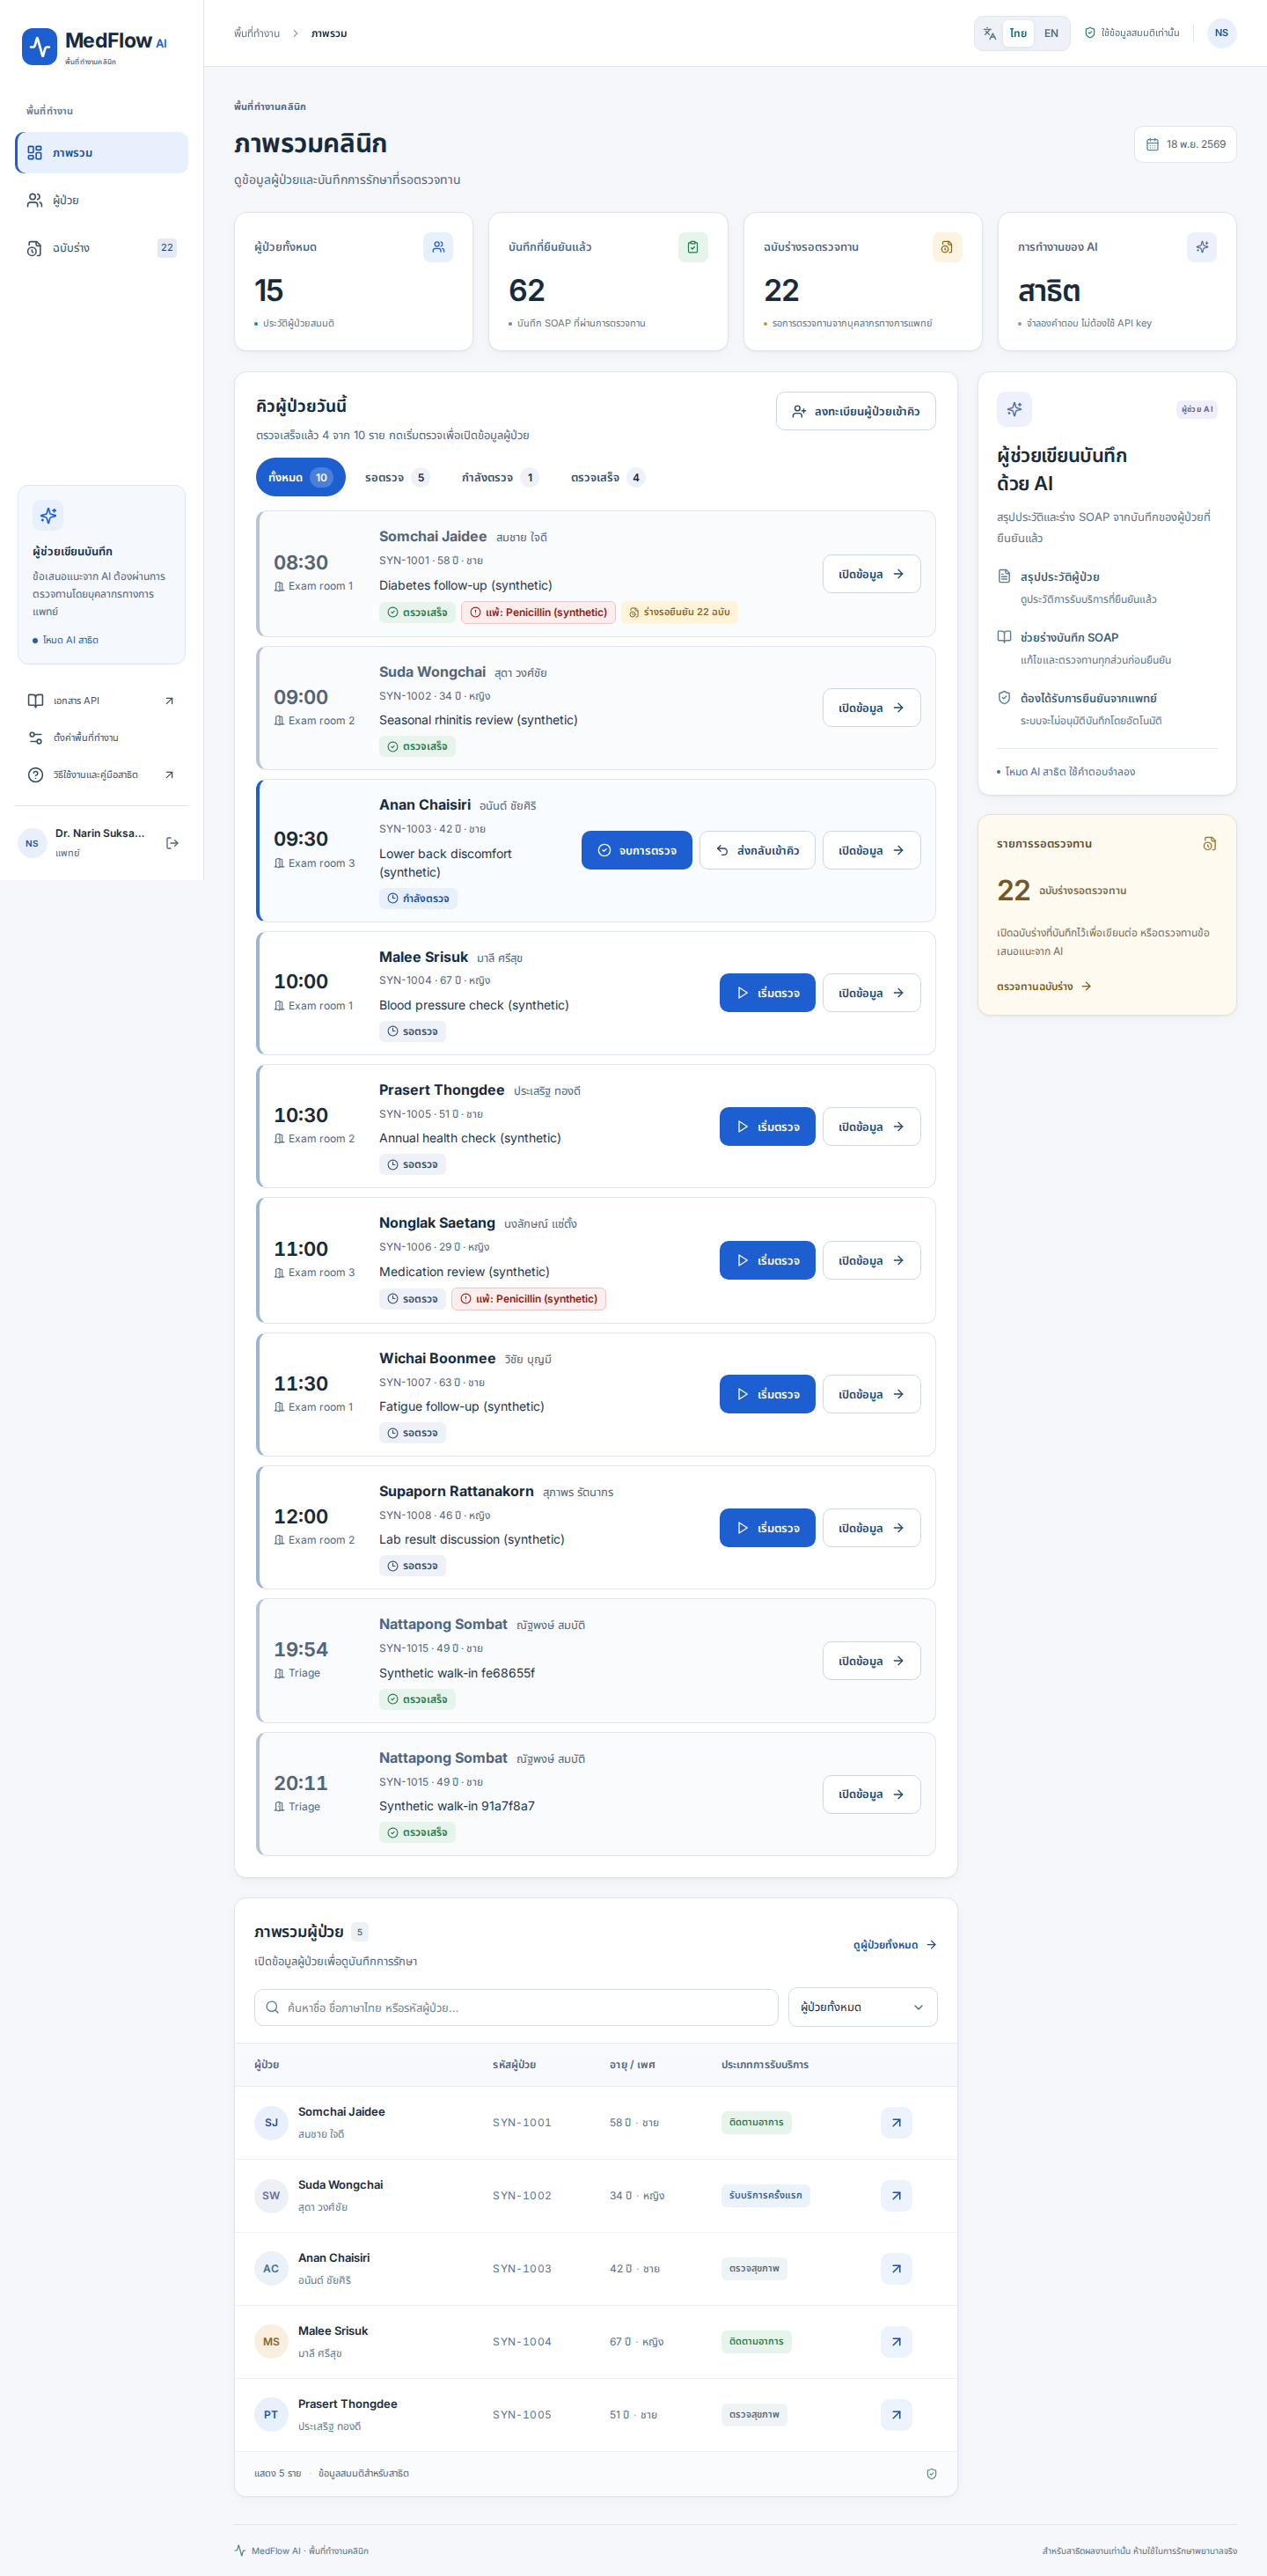 MedFlow AI
พื้นที่ทำงานคลินิก
พื้นที่ทำงาน
ภาพรวม
ผู้ป่วย
ฉบับร่าง 22
ผู้ช่วยเขียนบันทึก
ข้อเสนอแนะจาก AI ต้องผ่านการ
ตรวจทานโดยบุคลากรทางการ
แพทย์
โหมด AI สาธิต
เอกสาร API
ตั้งค่าพื้นที่ทำงาน
วิธีใช้งานและคู่มือสาธิต
NS Dr. Narin Suksa...
แพทย์
พื้นที่ทำงาน ภาพรวม
ไทย EN
ใช้ข้อมูลสมมติเท่านั้น
NS
พื้นที่ทำงานคลินิก
ภาพรวมคลินิก
ดูข้อมูลผู้ป่วยและบันทึกการรักษาที่รอตรวจทาน
18 พ.ย. 2569
ผู้ป่วยทั้งหมด
15
ประวัติผู้ป่วยสมมติ
บันทึกที่ยืนยันแล้ว
62
บันทึก SOAP ที่ผ่านการตรวจทาน
ฉบับร่างรอตรวจทาน
22
รอการตรวจทานจากบุคลากรทางการแพทย์
การทำงานของ AI
สาธิต
จำลองคำตอบ ไม่ต้องใช้ API key
คิวผู้ป่วยวันนี้
ตรวจเสร็จแล้ว 4 จาก 10 ราย กดเริ่มตรวจเพื่อเปิดข้อมูลผู้ป่วย
ลงทะเบียนผู้ป่วยเข้าคิว
ทั้งหมด 10 รอตรวจ 5 กำลังตรวจ 1 ตรวจเสร็จ 4
08:30
Exam room 1
Somchai Jaidee สมชาย ใจดี
SYN-1001 · 58 ปี · ชาย
Diabetes follow-up (synthetic)
ตรวจเสร็จ แพ้: Penicillin (synthetic) ร่างรอยืนยัน 22 ฉบับ
เปิดข้อมูล
09:00
Exam room 2
Suda Wongchai สุดา วงศ์ชัย
SYN-1002 · 34 ปี · หญิง
Seasonal rhinitis review (synthetic)
ตรวจเสร็จ
เปิดข้อมูล
09:30
Exam room 3
Anan Chaisiri อนันต์ ชัยศิริ
SYN-1003 · 42 ปี · ชาย
Lower back discomfort
(synthetic)
กำลังตรวจ
จบการตรวจ ส่งกลับเข้าคิว เปิดข้อมูล
10:00
Exam room 1
Malee Srisuk มาลี ศรีสุข
SYN-1004 · 67 ปี · หญิง
Blood pressure check (synthetic)
รอตรวจ
เริ่มตรวจ เปิดข้อมูล
10:30
Exam room 2
Prasert Thongdee ประเสริฐ ทองดี
SYN-1005 · 51 ปี · ชาย
Annual health check (synthetic)
รอตรวจ
เริ่มตรวจ เปิดข้อมูล
11:00
Exam room 3
Nonglak Saetang นงลักษณ์ แซ่ตั้ง
SYN-1006 · 29 ปี · หญิง
Medication review (synthetic)
รอตรวจ แพ้: Penicillin (synthetic)
เริ่มตรวจ เปิดข้อมูล
11:30
Exam room 1
Wichai Boonmee วิชัย บุญมี
SYN-1007 · 63 ปี · ชาย
Fatigue follow-up (synthetic)
รอตรวจ
เริ่มตรวจ เปิดข้อมูล
12:00
Exam room 2
Supaporn Rattanakorn สุภาพร รัตนากร
SYN-1008 · 46 ปี · หญิง
Lab result discussion (synthetic)
รอตรวจ
เริ่มตรวจ เปิดข้อมูล
19:54
Triage
Nattapong Sombat ณัฐพงษ์ สมบัติ
SYN-1015 · 49 ปี · ชาย
Synthetic walk-in fe68655f
ตรวจเสร็จ
เปิดข้อมูล
20:11
Triage
Nattapong Sombat ณัฐพงษ์ สมบัติ
SYN-1015 · 49 ปี · ชาย
Synthetic walk-in 91a7f8a7
ตรวจเสร็จ
เปิดข้อมูล
ผู้ช่วย AI
ผู้ช่วยเขียนบันทึก
ด้วย AI
สรุปประวัติและร่าง SOAP จากบันทึกของผู้ป่วยที่
ยืนยันแล้ว
สรุปประวัติผู้ป่วย
ดูประวัติการรับบริการที่ยืนยันแล้ว
ช่วยร่างบันทึก SOAP
แก้ไขและตรวจทานทุกส่วนก่อนยืนยัน
ต้องได้รับการยืนยันจากแพทย์
ระบบจะไม่อนุมัติบันทึกโดยอัตโนมัติ
โหมด AI สาธิต ใช้คำตอบจำลอง
รายการรอตรวจทาน
22 ฉบับร่างรอตรวจทาน
เปิดฉบับร่างที่บันทึกไว้เพื่อเขียนต่อ หรือตรวจทานข้อ
เสนอแนะจาก AI
ตรวจทานฉบับร่าง
ภาพรวมผู้ป่วย 5
เปิดข้อมูลผู้ป่วยเพื่อดูบันทึกการรักษา
ดูผู้ป่วยทั้งหมด
ค้นหาชื่อ ชื่อภาษาไทย หรือรหัสผู้ป่วย...
ผู้ป่วยทั้งหมด
ผู้ป่วย รหัสผู้ป่วย อายุ / เพศ ประเภทการรับบริการ
SJ Somchai Jaidee
สมชาย ใจดี
SYN-1001 58 ปี · ชาย ติดตามอาการ
SW Suda Wongchai
สุดา วงศ์ชัย
SYN-1002 34 ปี · หญิง รับบริการครั้งแรก
AC Anan Chaisiri
อนันต์ ชัยศิริ
SYN-1003 42 ปี · ชาย ตรวจสุขภาพ
MS Malee Srisuk
มาลี ศรีสุข
SYN-1004 67 ปี · หญิง ติดตามอาการ
PT Prasert Thongdee
ประเสริฐ ทองดี
SYN-1005 51 ปี · ชาย ตรวจสุขภาพ
แสดง 5 ราย · ข้อมูลสมมติสำหรับสาธิต
MedFlow AI · พื้นที่ทำงานคลินิก
สำหรับสาธิตผลงานเท่านั้น ห้ามใช้ในการรักษาพยาบาลจริง